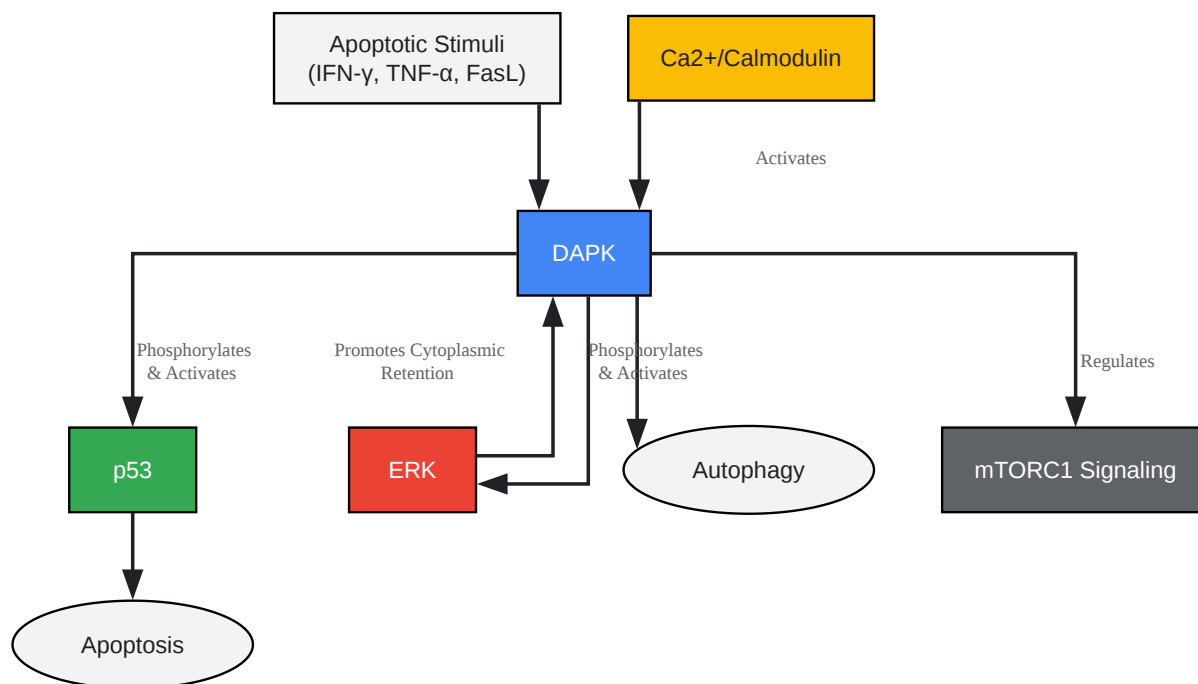 Apoptotic Stimuli
(IFN-γ, TNF-α, FasL)
Ca2+/Calmodulin
Activates
DAPK
Phosphorylates
& Activates
Promotes Cytoplasmic
Retention
Phosphorylates
& Activates
Regulates
p53
ERK
Autophagy
mTORC1 Signaling
Apoptosis